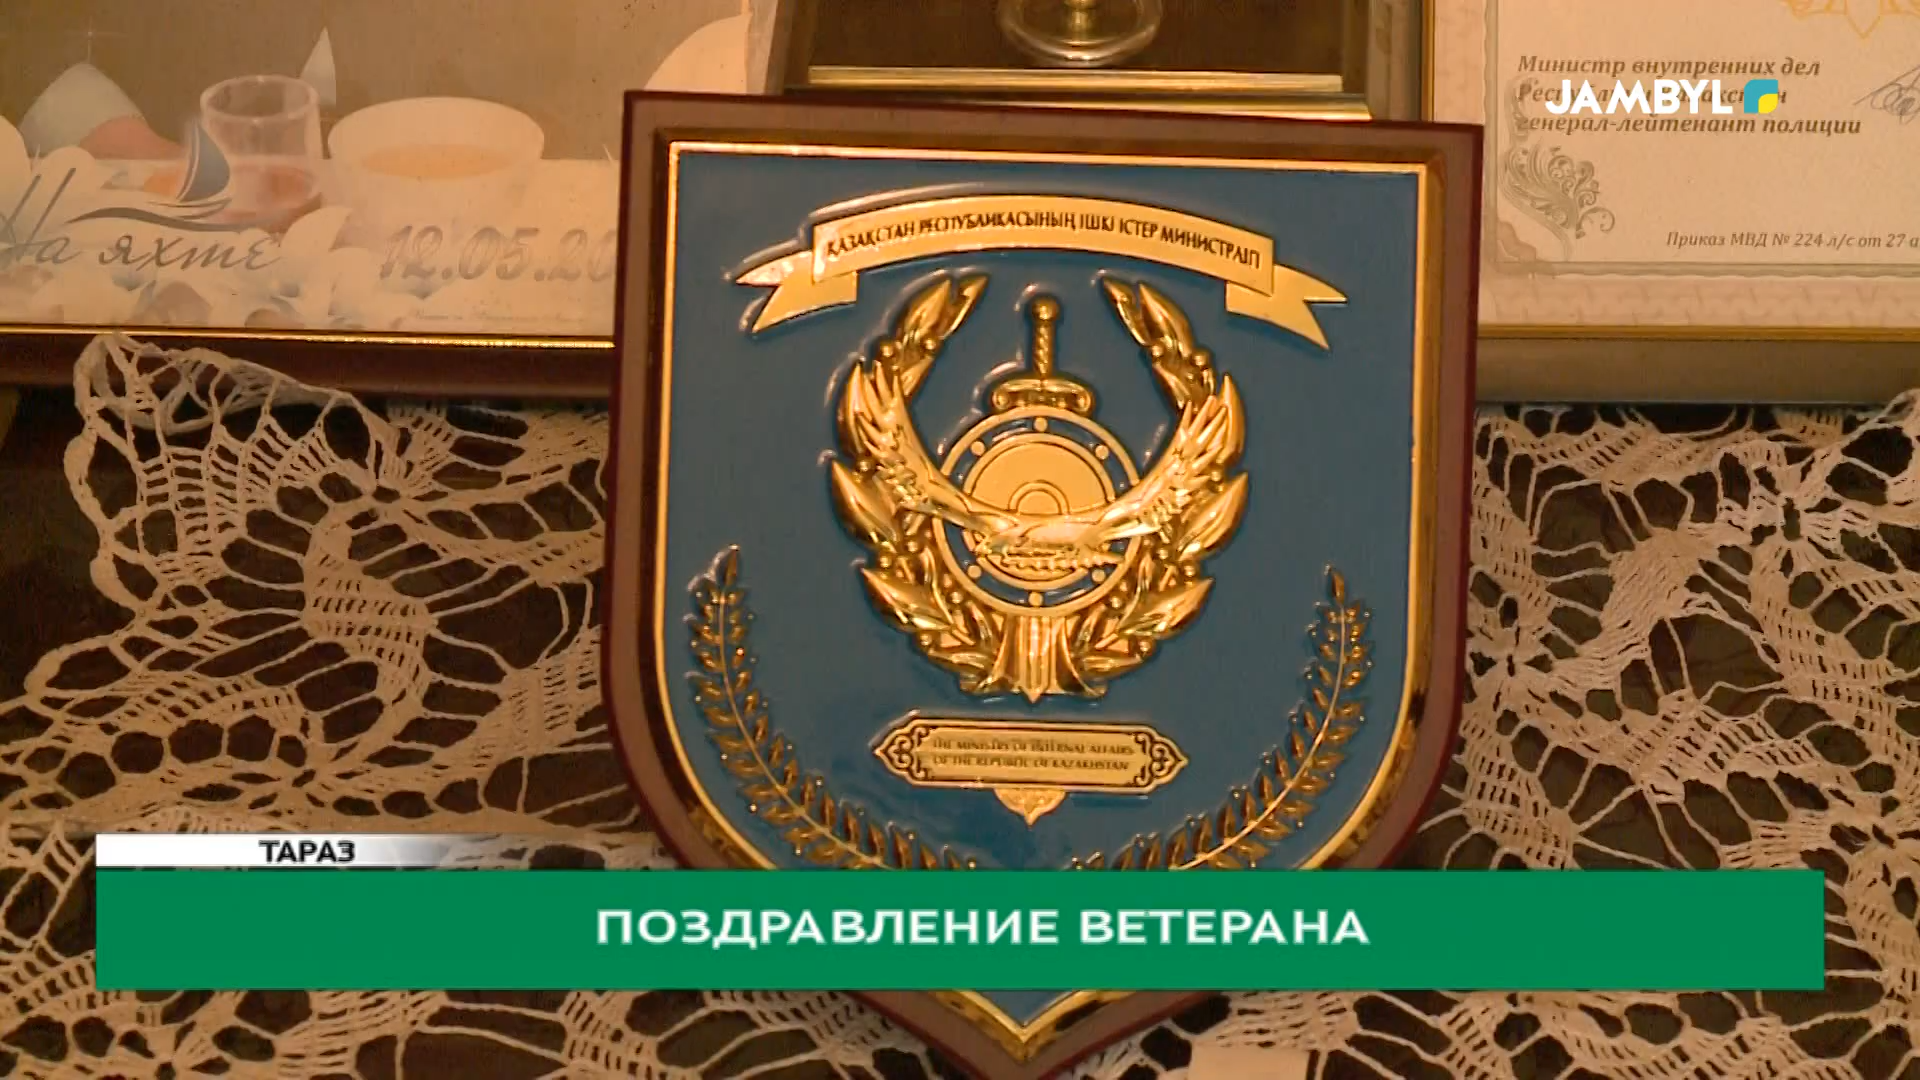 Министр внутренних дел
JAMBYL
генерал-лейтенант полиции
Приказ МВД № 224 л/с от 27 а
На яхте
12.05.20
ҚАЗАҚСТАН РЕСПУБЛИКАСЫНЫҢ ІШКІ ІСТЕР МИНИСТРЛІГІ
THE MINISTRY OF INTERNAL AFFAIRS
OF THE REPUBLIC OF KAZAKHSTAN
ТАРАЗ
ПОЗДРАВЛЕНИЕ ВЕТЕРАНА